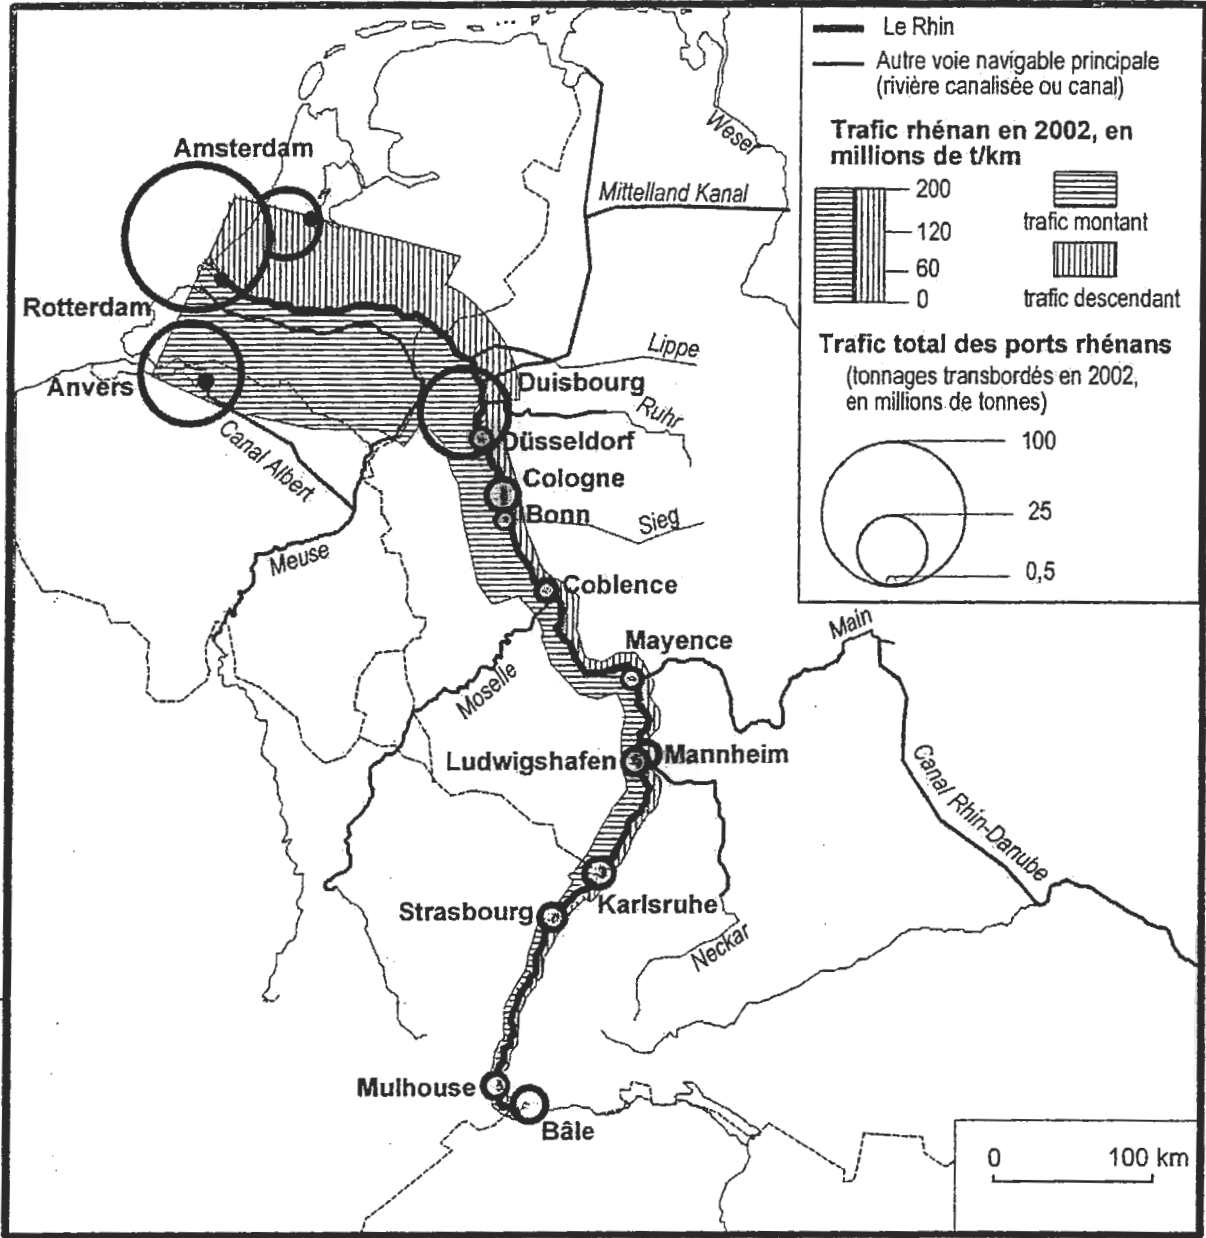 Le Rhin
Autre voie navigable principale
(rivière canalisée ou canal)
Trafic rhénan en 2002, en
millions de t/km
200
120
60
0
trafic montant
trafic descendant
Trafic total des ports rhénans
(tonnages transbordés en 2002,
en millions de tonnes)
100
25
0,5
Weser
Amsterdam
Mittelland Kanal
Rotterdam
Lippe
Anvers
Duisbourg
Ruhr
Düsseldorf
Canal Albert
Cologne
Bonn
Sieg
Meuse
Coblence
Main
Mayence
Moselle
Ludwigshafen
Mannheim
Canal Rhin-Danube
Strasbourg
Karlsruhe
Neckar
Mulhouse
Bâle
0
100 km